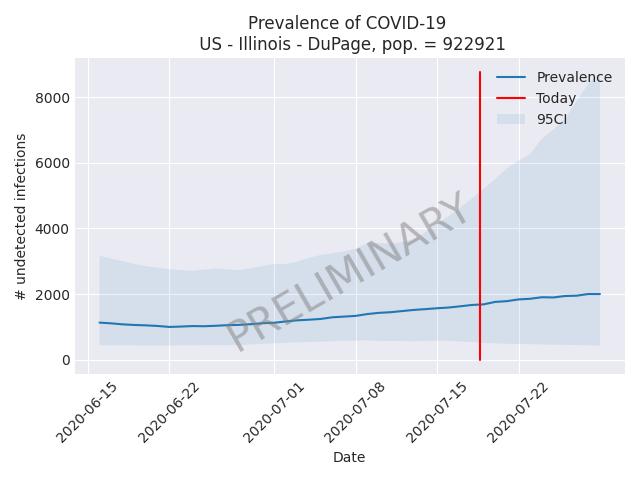 Prevalence of COVID-19
US - Illinois - DuPage, pop. = 922921
Prevalence
Today
95CI
8000
6000
4000
2000
0
# undetected infections
PRELIMINARY
2020-06-15
2020-06-22
2020-07-01
2020-07-08
2020-07-15
2020-07-22
Date